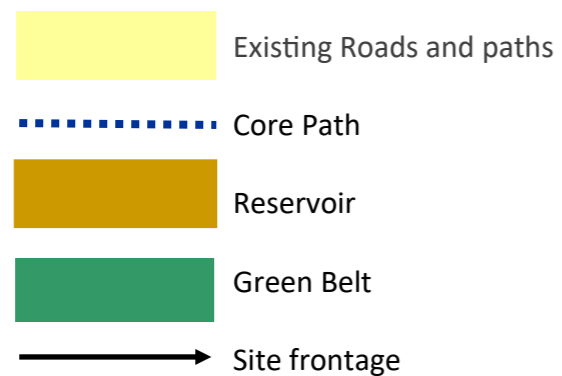 Existing Roads and paths
Core Path
Reservoir
Green Belt
Site frontage